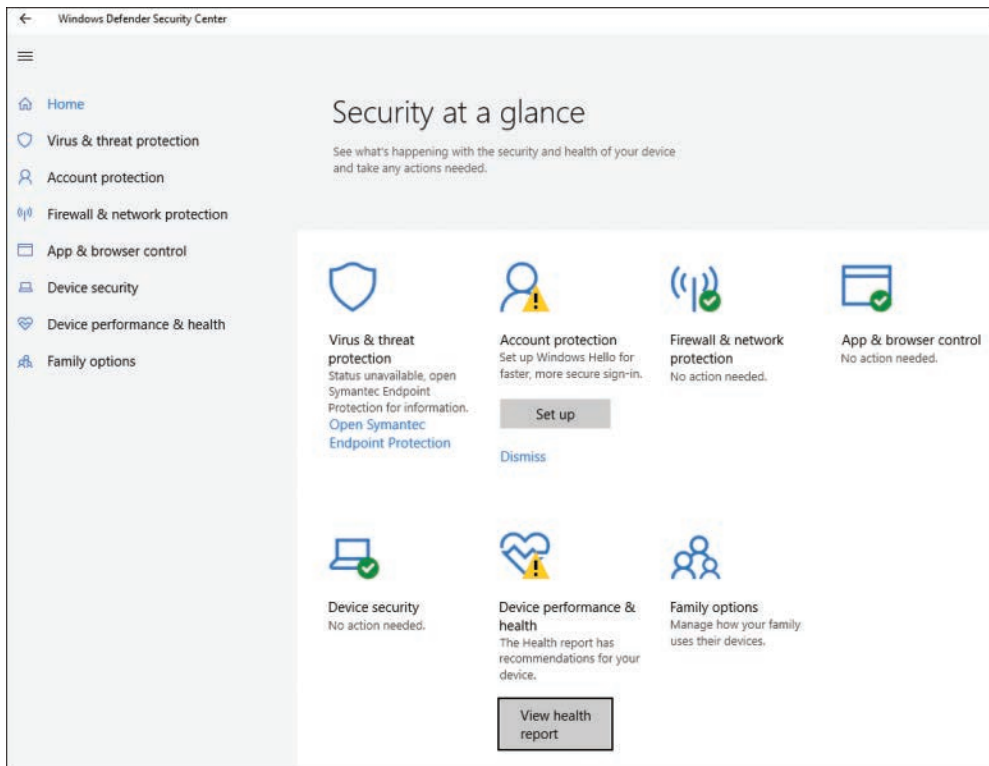 Windows Defender Security Center
Home
Virus & threat protection
Account protection
Firewall & network protection
App & browser control
Device security
Device performance & health
Family options
Security at a glance
See what's happening with the security and health of your device
and take any actions needed.
Virus & threat
protection
Status unavailable, open
Symantec Endpoint
Protection for information.
Open Symantec
Endpoint Protection
Account protection
Set up Windows Hello for
faster, more secure sign-in.
Set up
Dismiss
Firewall & network
protection
No action needed.
App & browser control
No action needed.
Device security
No action needed.
Device performance &
health
The Health report has
recommendations for your
device.
View health
report
Family options
Manage how your family
uses their devices.